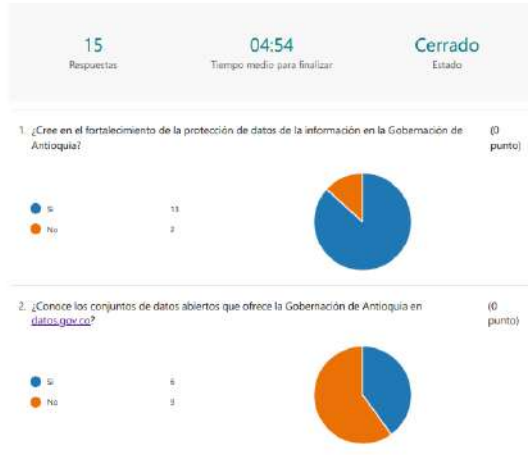 15 04:54 Cerrado
Respuestas Tiempo medio para finalizar Estado
1. ¿Cree en el fortalecimiento de la protección de datos de la información en la Gobernación de (0
Antioquia? punto)
Si 13
No 2
2. ¿Conoce los conjuntos de datos abiertos que ofrece la Gobernación de Antioquia en (0
datos.gov.co? punto)
Si 6
No 9